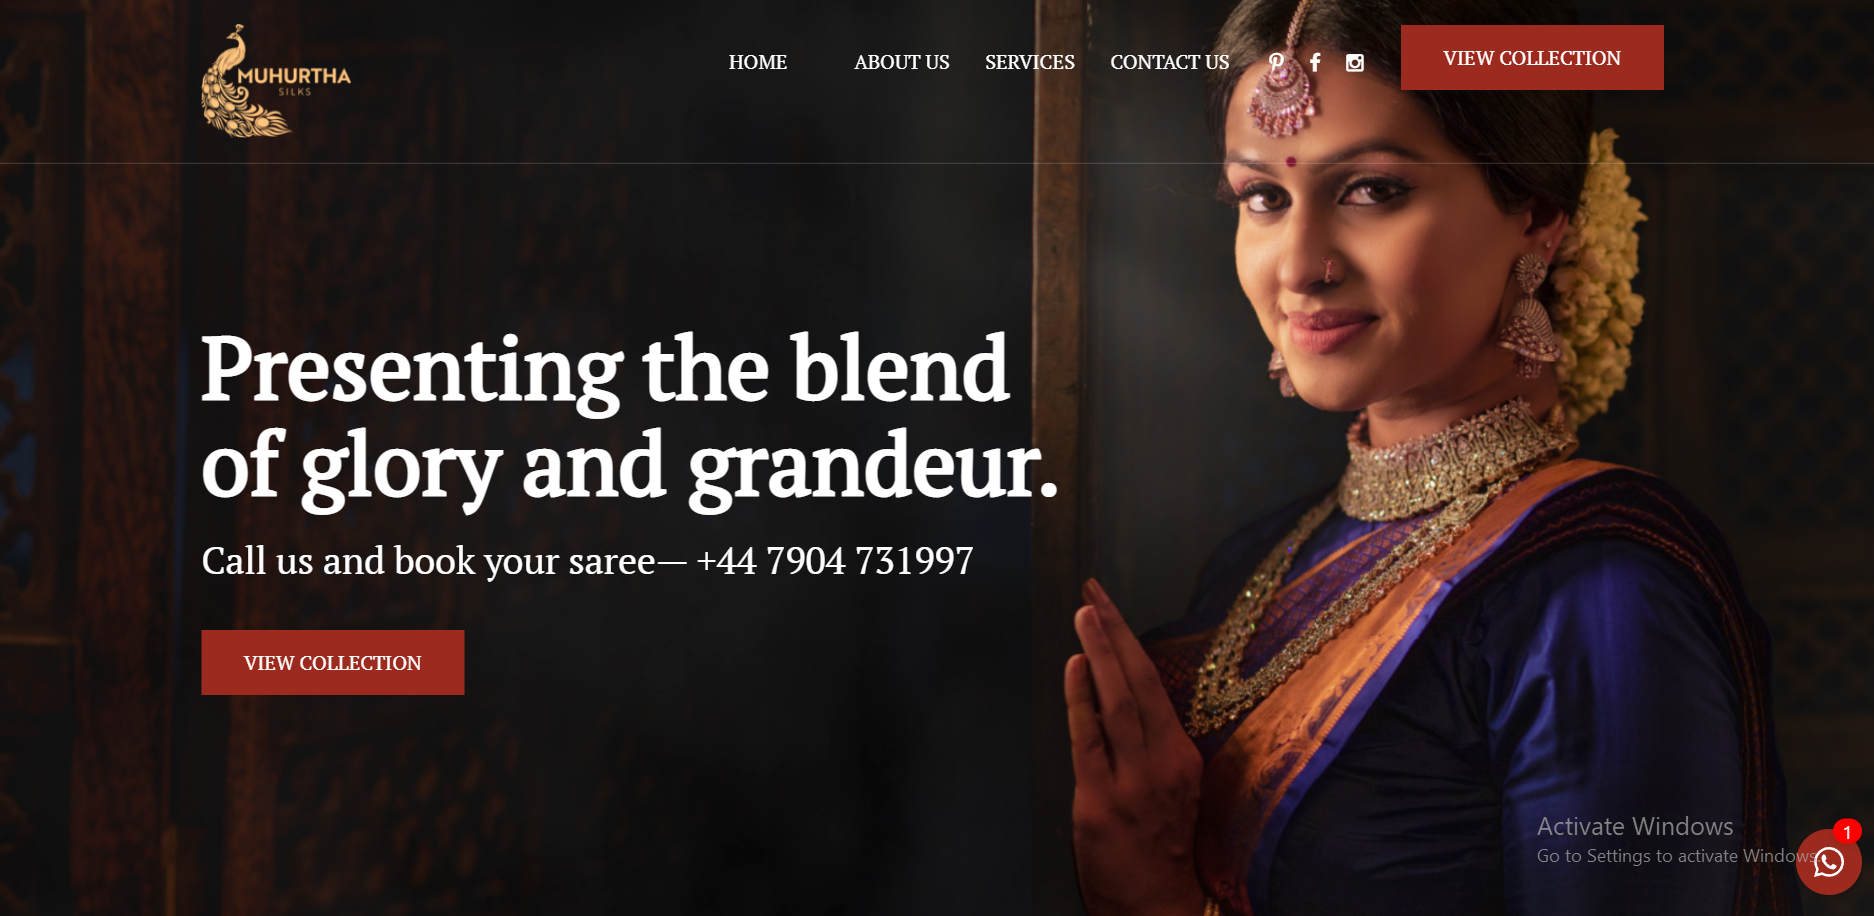 MUHURTHA
SILKS
HOME ABOUT US SERVICES CONTACT US VIEW COLLECTION
Presenting the blend
of glory and grandeur.
Call us and book your saree— +44 7904 731997
VIEW COLLECTION
Activate Windows
Go to Settings to activate Windows.
1